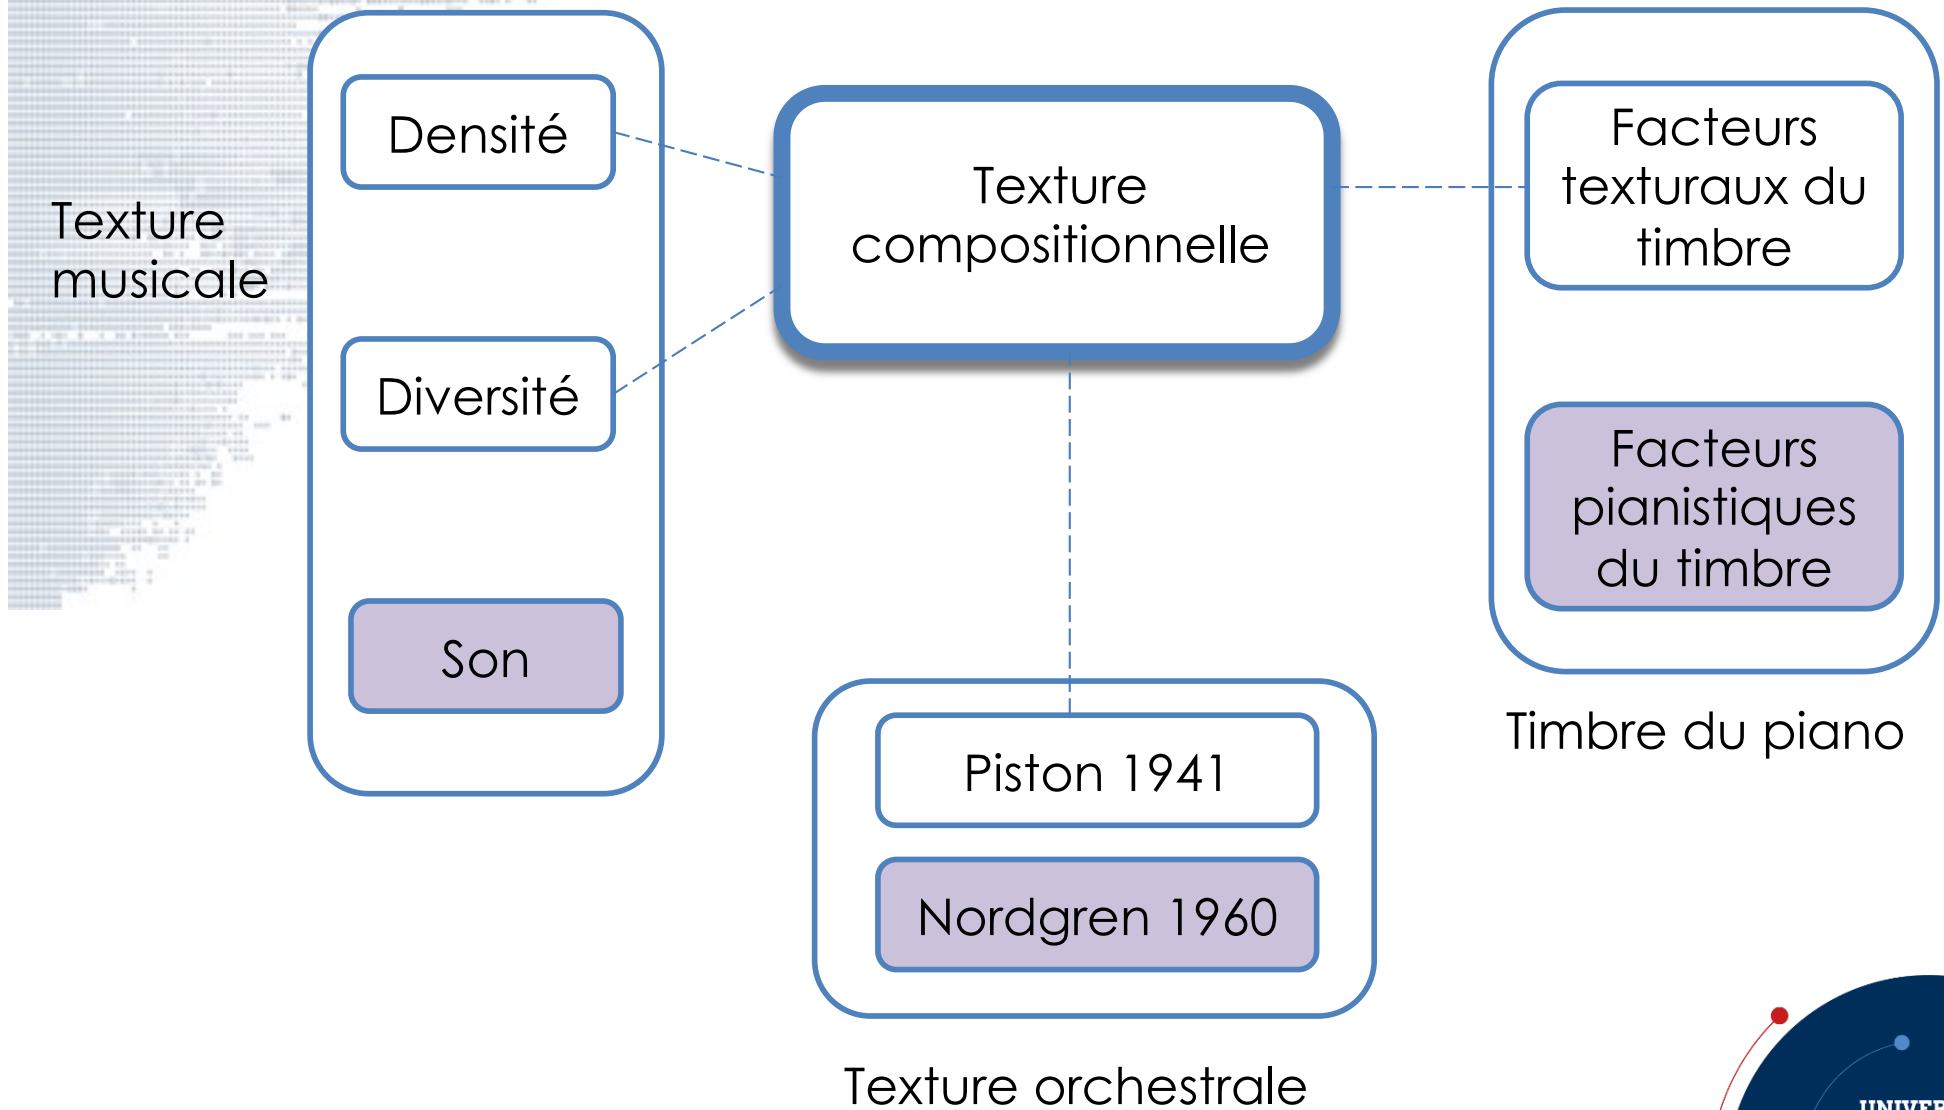 Texture
musicale
Densité
Diversité
Son
Texture
compositionnelle
Facteurs
texturaux du
timbre
Facteurs
pianistiques
du timbre
Timbre du piano
Piston 1941
Nordgren 1960
Texture orchestrale